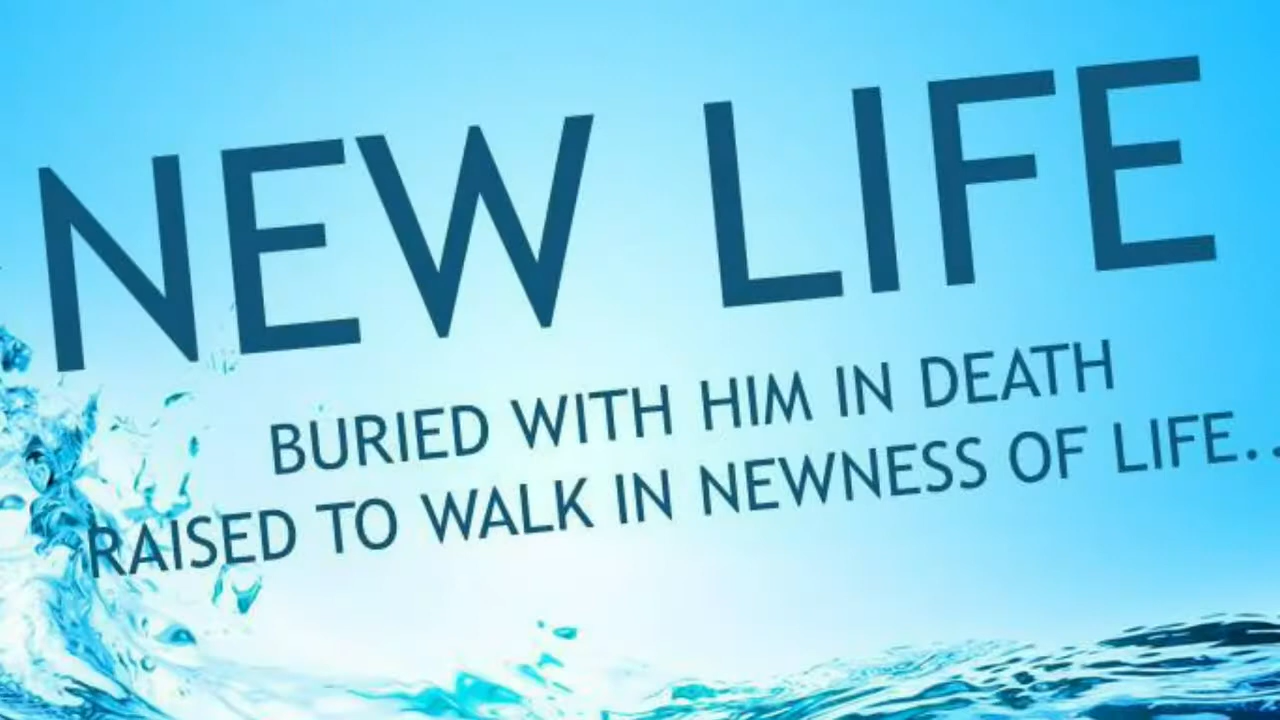 NEW LIFE
BURIED WITH HIM IN DEATH
RAISED TO WALK IN NEWNESS OF LIFE..